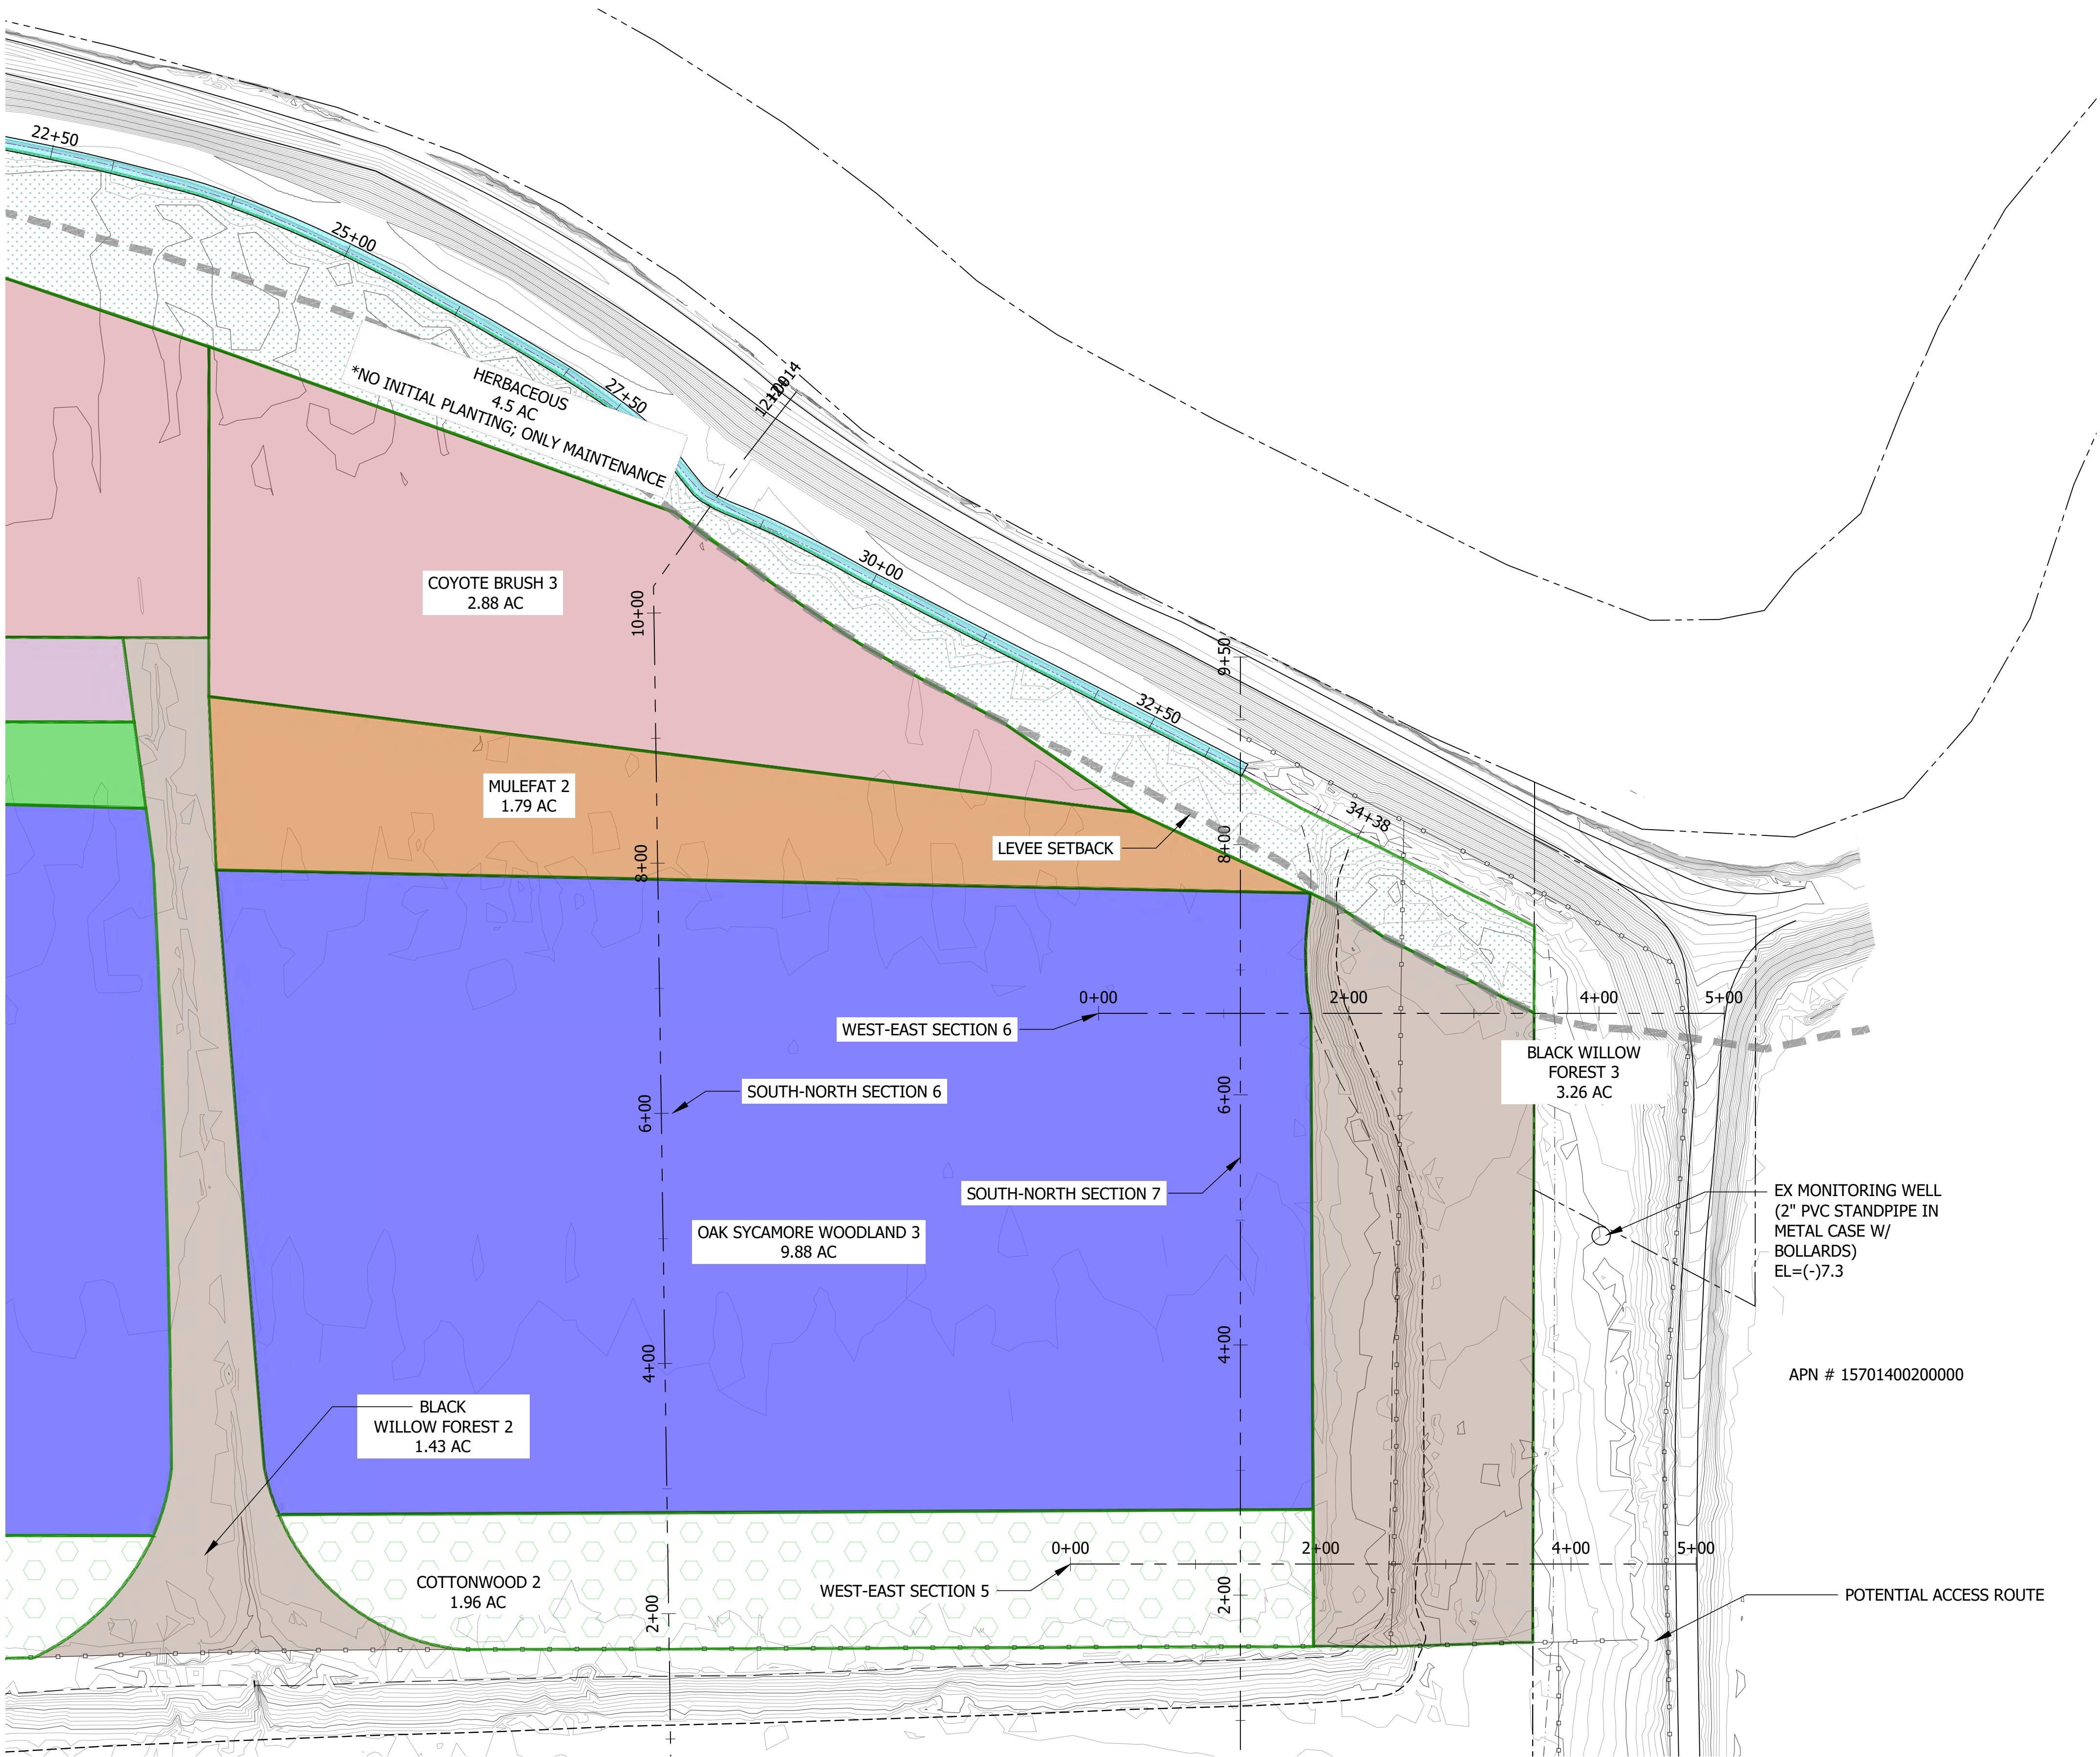 22+50
25+00
HERBACEOUS
4.5 AC
*NO INITIAL PLANTING; ONLY MAINTENANCE
27+50
12+00
30+00
COYOTE BRUSH 3
2.88 AC
10+00
9+50
32+50
MULEFAT 2
1.79 AC
LEVEE SETBACK
34+38
8+00
8+00
0+00
2+00
4+00
5+00
WEST-EAST SECTION 6
BLACK WILLOW
FOREST 3
3.26 AC
SOUTH-NORTH SECTION 6
6+00
6+00
SOUTH-NORTH SECTION 7
EX MONITORING WELL
(2" PVC STANDPIPE IN
METAL CASE W/
BOLLARDS)
EL=(-)7.3
OAK SYCAMORE WOODLAND 3
9.88 AC
4+00
4+00
APN # 15701400200000
BLACK
WILLOW FOREST 2
1.43 AC
0+00
2+00
4+00
5+00
COTTONWOOD 2
1.96 AC
WEST-EAST SECTION 5
2+00
2+00
POTENTIAL ACCESS ROUTE